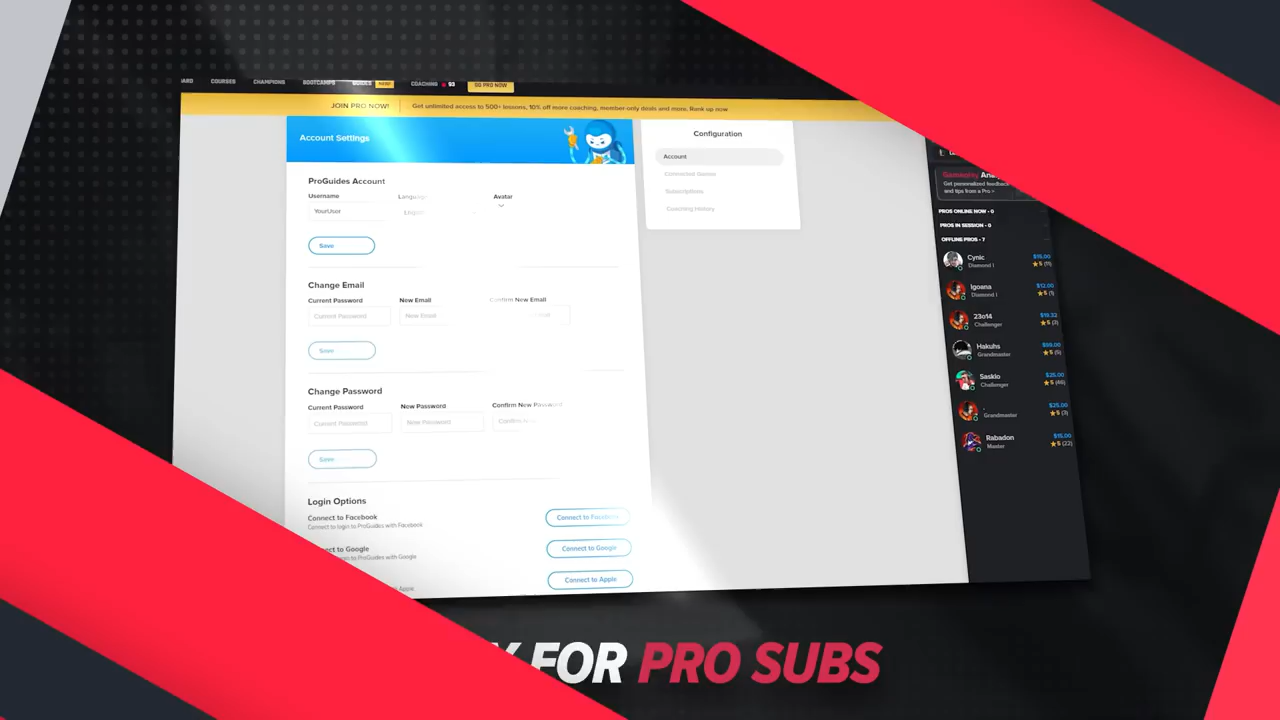 COURSES CHAMPIONS BOOTCAMPS GUIDES COACHING 93 GO PRO NOW
JOIN PRO NOW! Get unlimited access to 500+ lessons, 10% off more coaching, member-only deals and more. Rank up now
Account Settings
ProGuides Account
Username Language Avatar
YourUser
Save
Change Email
Current Password New Email Confirm New Email
Current Password New Email
Save
Change Password
Current Password New Password Confirm New Password
Current Password New Password Confirm
Save
Login Options
Connect to Facebook
Connect to login to ProGuides with Facebook
Connect to Facebook
to Google
to ProGuides with Google
Connect to Google
Apple
Connect to Apple
Configuration
Account
Connected Games
Subscriptions
Coaching History
Gameplay
Get personalized feedback
and tips from a Pro >
PROS ONLINE NOW - 0
PROS IN SESSION - 0
OFFLINE PROS - 7
Cynic $15.00
Diamond I ★5 (11)
Igoana $12.00
Diamond I ★5 (1)
23o14 $19.32
Challenger ★5 (3)
Hakuhs $99.00
Grandmaster ★5 (5)
Saskio $25.00
Challenger ★5 (46)
. $25.00
Grandmaster ★5 (3)
Rabadon $15.00
Master ★5 (22)
FOR PRO SUBS